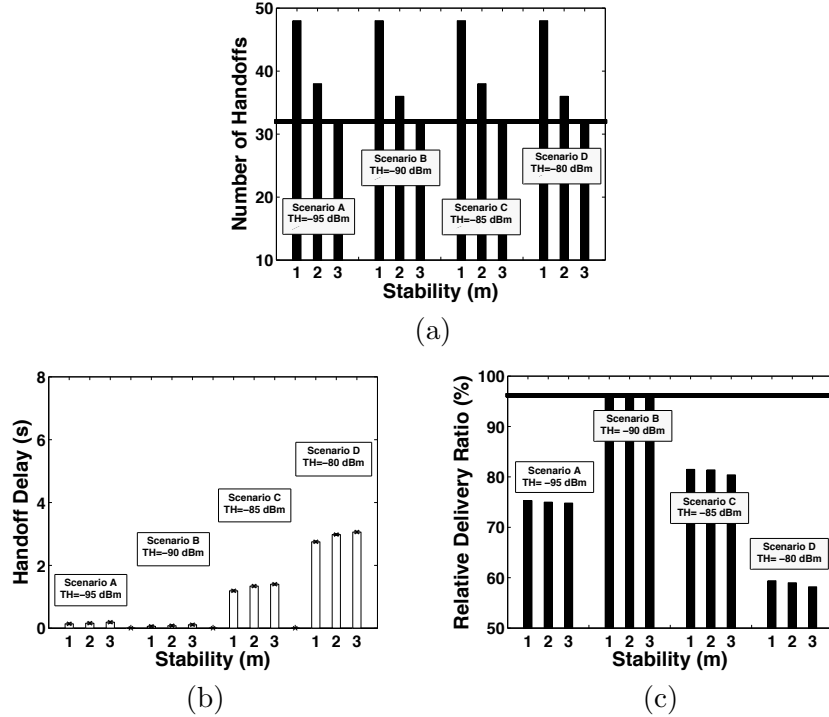 50
40
30
20
10
Number of Handoffs
Scenario A
TH=−95 dBm
Scenario B
TH=−90 dBm
Scenario C
TH=−85 dBm
Scenario D
TH=−80 dBm
1 2 3 1 2 3 1 2 3 1 2 3
Stability (m)
(a)
8
6
4
2
0
Handoff Delay (s)
Scenario A
TH=−95 dBm
Scenario B
TH=−90 dBm
Scenario C
TH=−85 dBm
Scenario D
TH=−80 dBm
1 2 3 1 2 3 1 2 3 1 2 3
Stability (m)
(b)
100
90
80
70
60
50
Relative Delivery Ratio (%)
Scenario A
TH= −95 dBm
Scenario B
TH= −90 dBm
Scenario C
TH= −85 dBm
Scenario D
TH= −80 dBm
1 2 3 1 2 3 1 2 3 1 2 3
Stability (m)
(c)